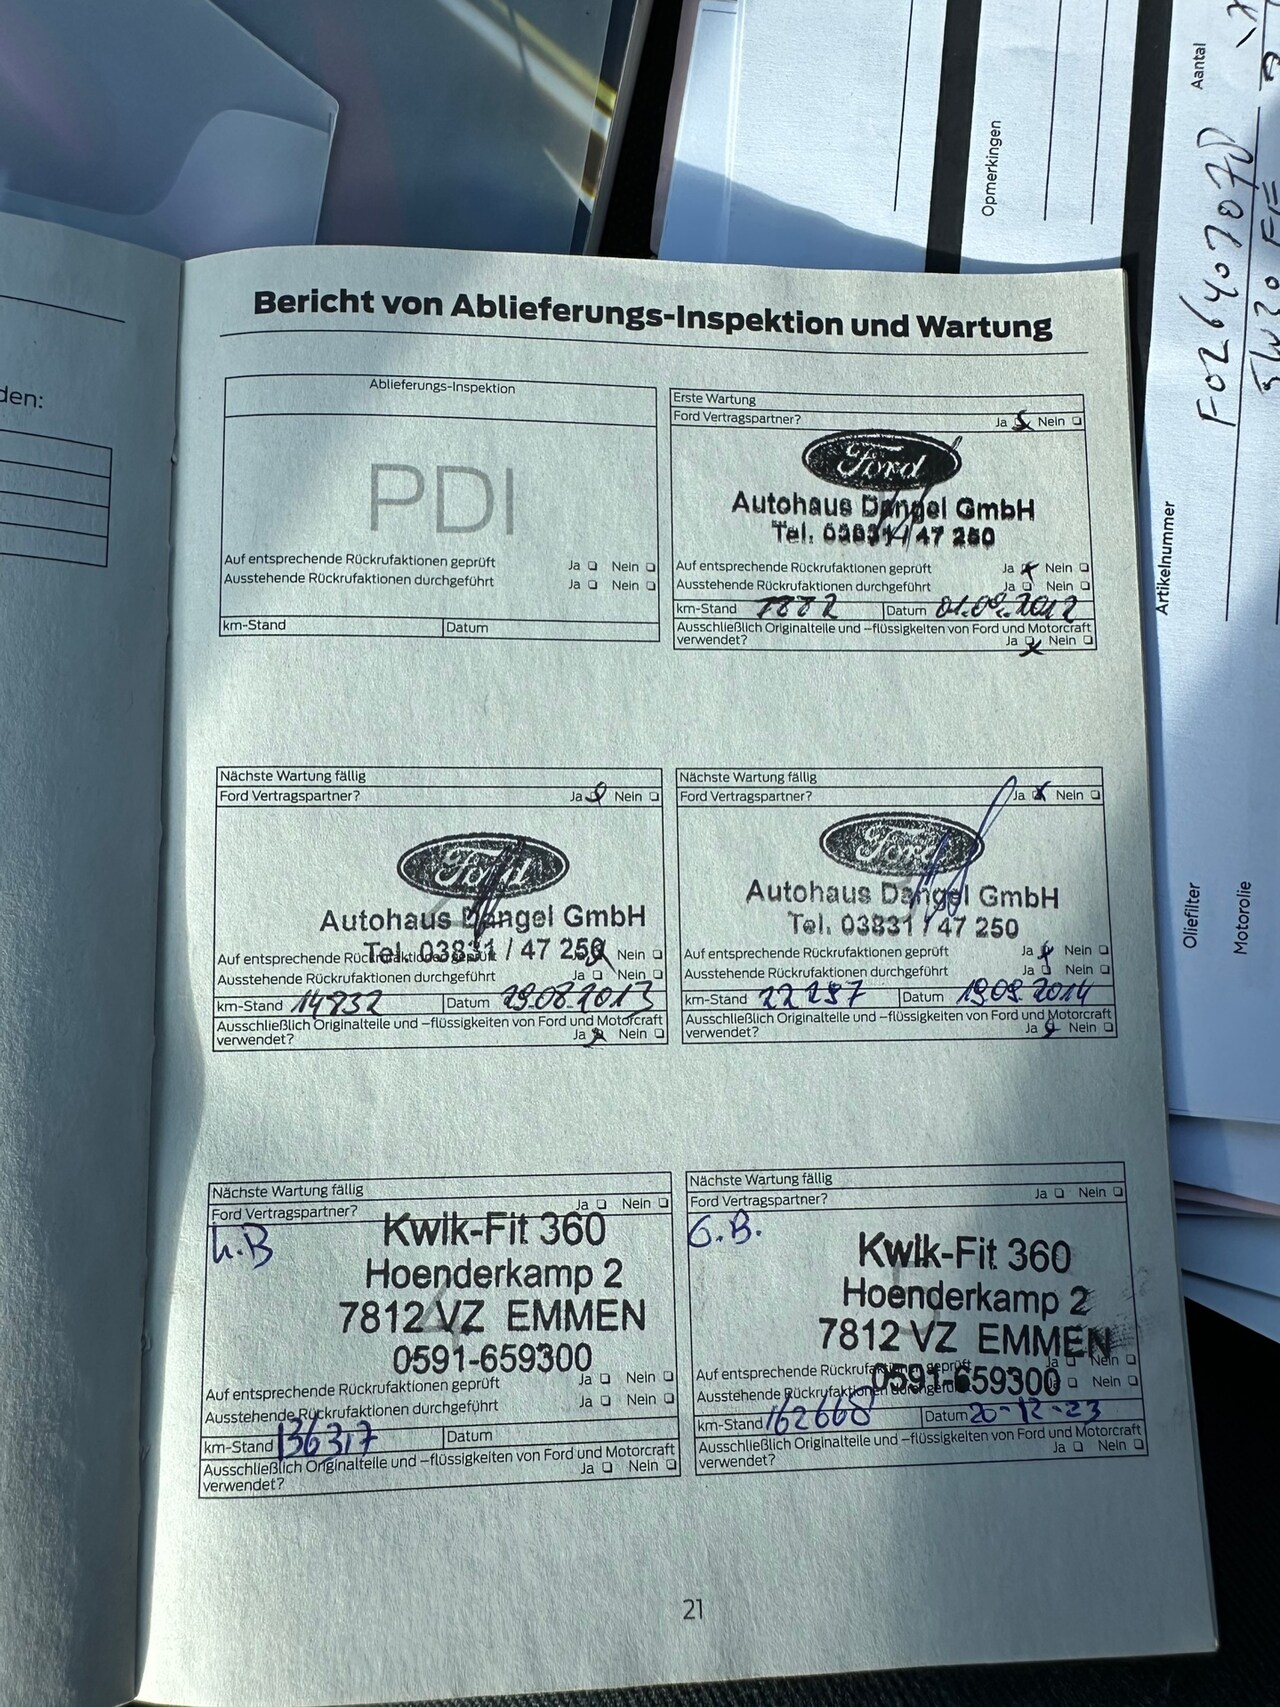 den:
Bericht von Ablieferungs-Inspektion und Wartung
Ablieferungs-Inspektion
PDI
Auf entsprechende Rückrufaktionen geprüft Ja Nein
Ausstehende Rückrufaktionen durchgeführt Ja Nein
km-Stand Datum
Erste Wartung
Ford Vertragspartner? Ja Nein
Ford
Autohaus Dangel GmbH
Tel. 03831 / 47 250
Auf entsprechende Rückrufaktionen geprüft Ja Nein
Ausstehende Rückrufaktionen durchgeführt Ja Nein
km-Stand 7882 Datum 01.09.2012
Ausschließlich Originalteile und –flüssigkeiten von Ford und Motorcraft
verwendet? Ja Nein
Nächste Wartung fällig
Ford Vertragspartner? Ja Nein
Ford
Autohaus Dangel GmbH
Tel. 03831 / 47 250
Auf entsprechende Rückrufaktionen geprüft Nein
Ausstehende Rückrufaktionen durchgeführt Ja Nein
km-Stand 14832 Datum 29.08.2013
Ausschließlich Originalteile und –flüssigkeiten von Ford und Motorcraft
verwendet? Ja Nein
Nächste Wartung fällig
Ford Vertragspartner? Ja Nein
Ford
Autohaus Dangel GmbH
Tel. 03831 / 47 250
Auf entsprechende Rückrufaktionen geprüft Ja Nein
Ausstehende Rückrufaktionen durchgeführt Ja Nein
km-Stand 22297 Datum 19.09.2014
Ausschließlich Originalteile und –flüssigkeiten von Ford und Motorcraft
verwendet? Ja Nein
Nächste Wartung fällig
Ford Vertragspartner? Ja Nein
G.B
Kwik-Fit 360
Hoenderkamp 2
7812 VZ EMMEN
0591-659300
Auf entsprechende Rückrufaktionen geprüft Ja Nein
Ausstehende Rückrufaktionen durchgeführt Ja Nein
km-Stand 136317 Datum
Ausschließlich Originalteile und –flüssigkeiten von Ford und Motorcraft
verwendet? Ja Nein
Nächste Wartung fällig
Ford Vertragspartner? Ja Nein
G.B.
Kwik-Fit 360
Hoenderkamp 2
7812 VZ EMMEN
0591-659300
Auf entsprechende Rückrufaktionen geprüft Ja Nein
Ausstehende Rückrufaktionen durchgeführt Ja Nein
km-Stand 162668 Datum 20-12-23
Ausschließlich Originalteile und –flüssigkeiten von Ford und Motorcraft
verwendet? Ja Nein
21
Opmerkingen
Artikelnummer Aantal
Oliefilter F026407078
Motorolie